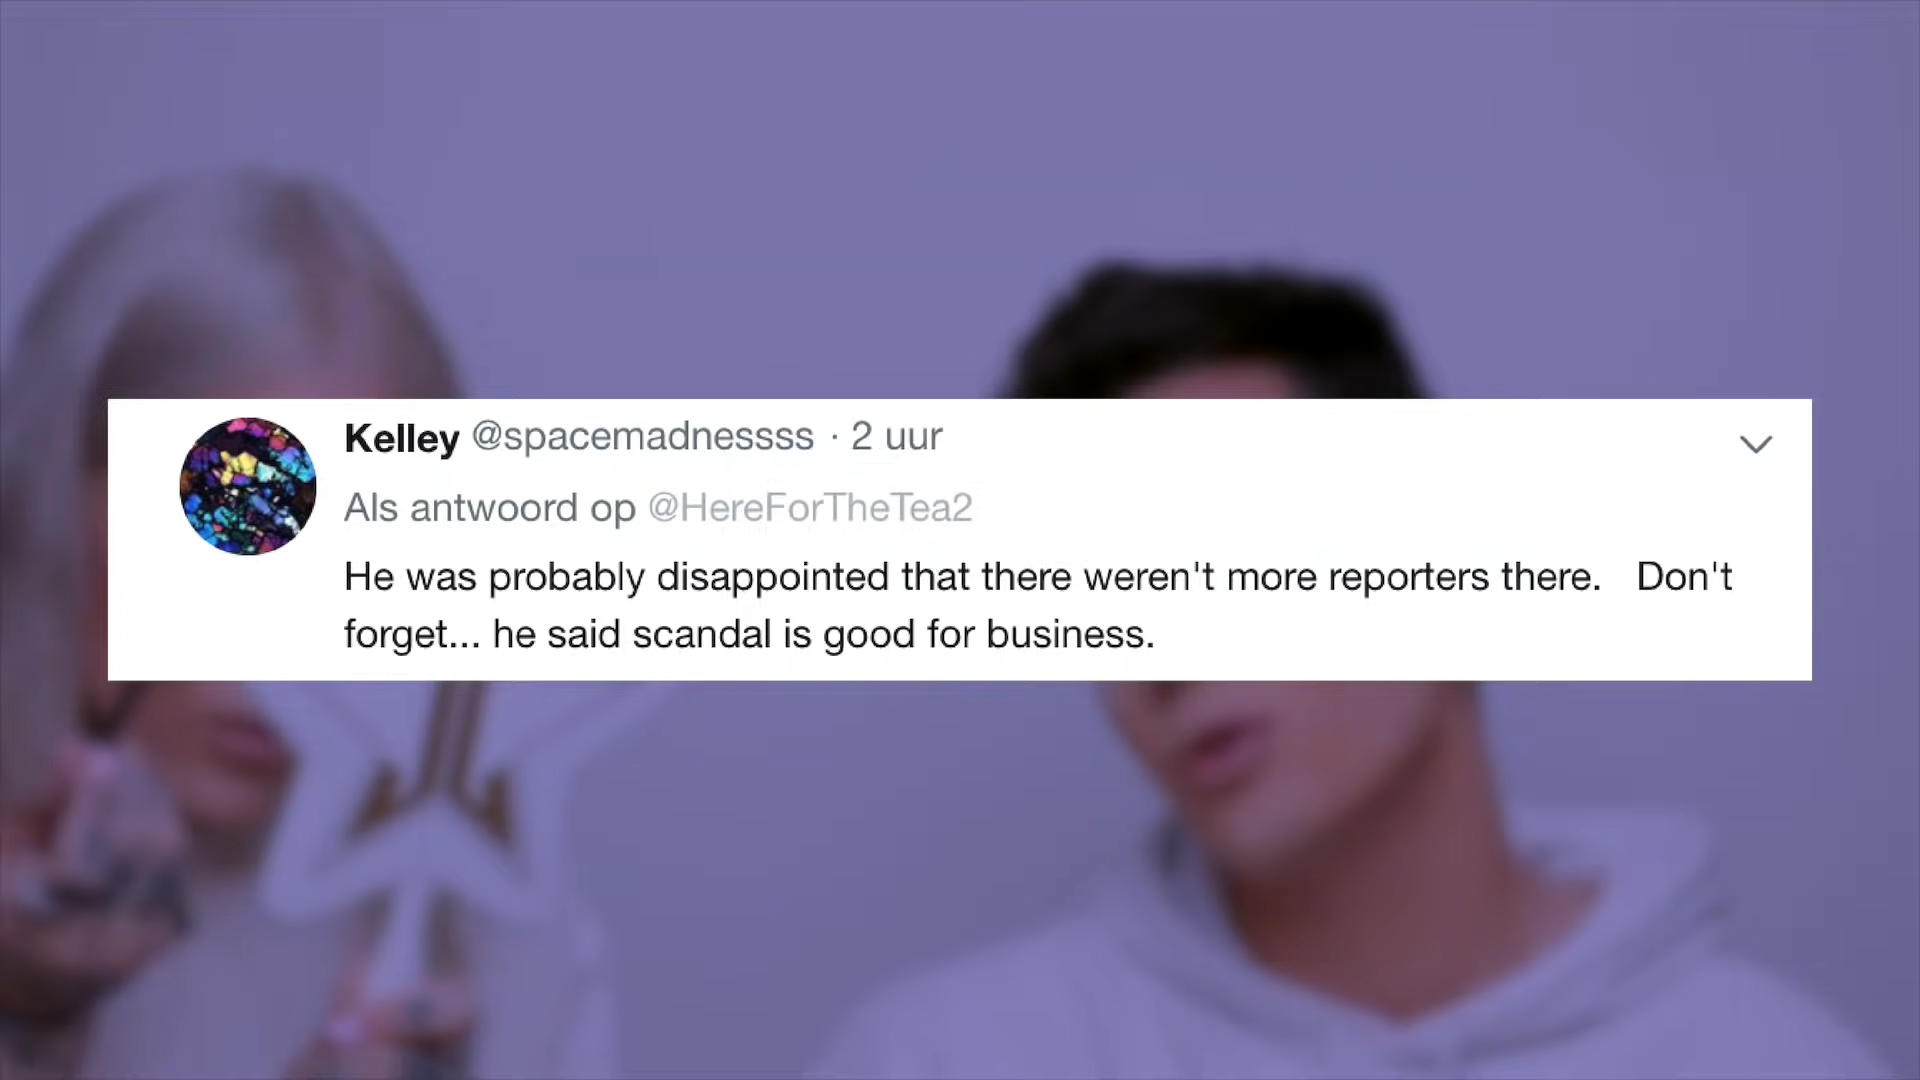 Kelley @spacemadnessss · 2 uur
Als antwoord op @HereForTheTea2
He was probably disappointed that there weren't more reporters there.   Don't
forget... he said scandal is good for business.